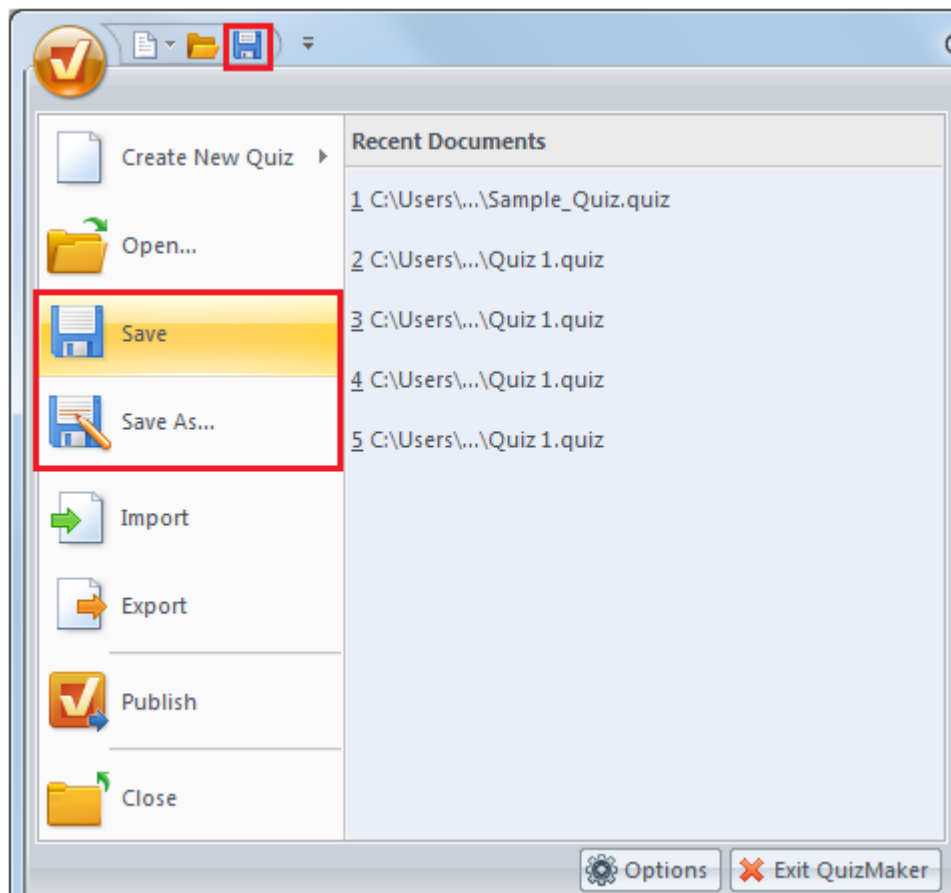 Create New Quiz
Open...
Save
Save As...
Import
Export
Publish
Close
Recent Documents
1 C:\Users\...\Sample_Quiz.quiz
2 C:\Users\...\Quiz 1.quiz
3 C:\Users\...\Quiz 1.quiz
4 C:\Users\...\Quiz 1.quiz
5 C:\Users\...\Quiz 1.quiz
Options
Exit QuizMaker